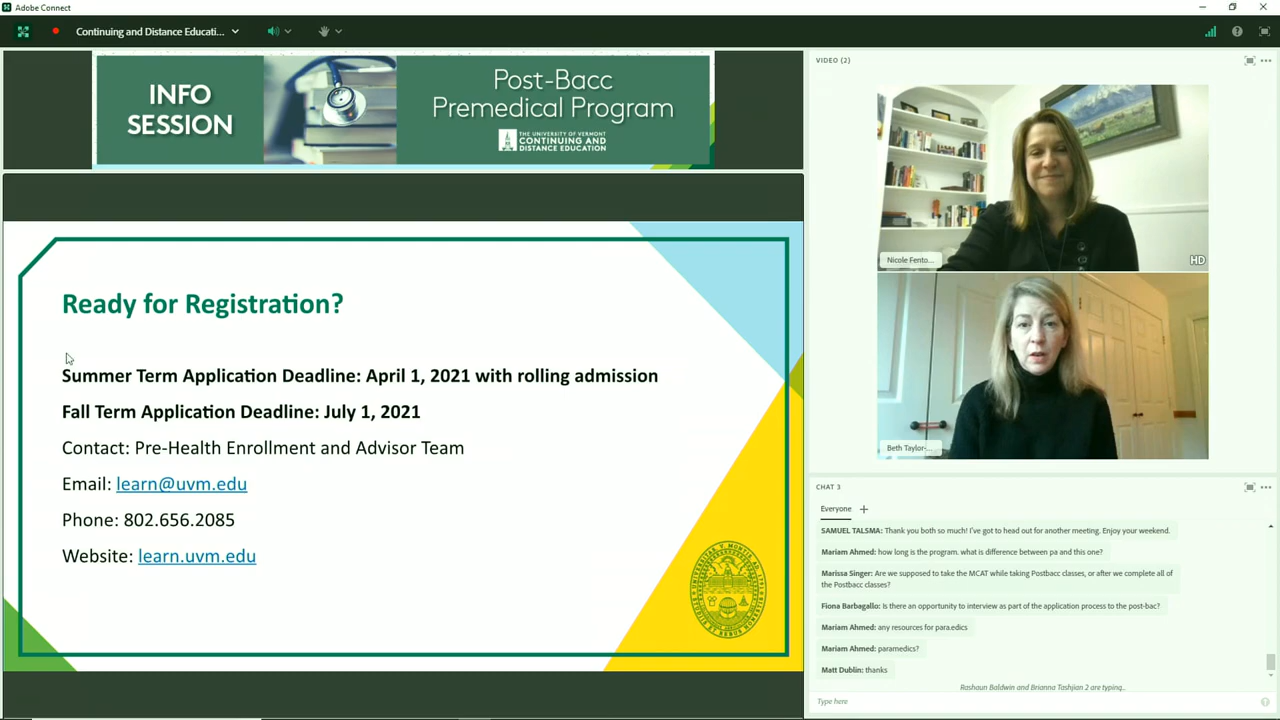 Adobe Connect
Continuing and Distance Educati...
INFO
SESSION
Post-Bacc
Premedical Program
THE UNIVERSITY OF VERMONT
CONTINUING AND
DISTANCE EDUCATION
Ready for Registration?
Summer Term Application Deadline: April 1, 2021 with rolling admission
Fall Term Application Deadline: July 1, 2021
Contact: Pre-Health Enrollment and Advisor Team
Email: learn@uvm.edu
Phone: 802.656.2085
Website: learn.uvm.edu
VIDEO (2)
Nicole Fento...
HD
Beth Taylor-...
CHAT 3
Everyone
SAMUEL TALSMA: Thank you both so much! I've got to head out for another meeting. Enjoy your weekend.
Mariam Ahmed: how long is the program. what is difference between pa and this one?
Marissa Singer: Are we supposed to take the MCAT while taking Postbacc classes, or after we complete all of
the Postbacc classes?
Fiona Barbagallo: Is there an opportunity to interview as part of the application process to the post-bac?
Mariam Ahmed: any resources for para.edics
Mariam Ahmed: paramedics?
Matt Dublin: thanks
Rashaun Baldwin and Brianna Tashjian 2 are typing..
Type here